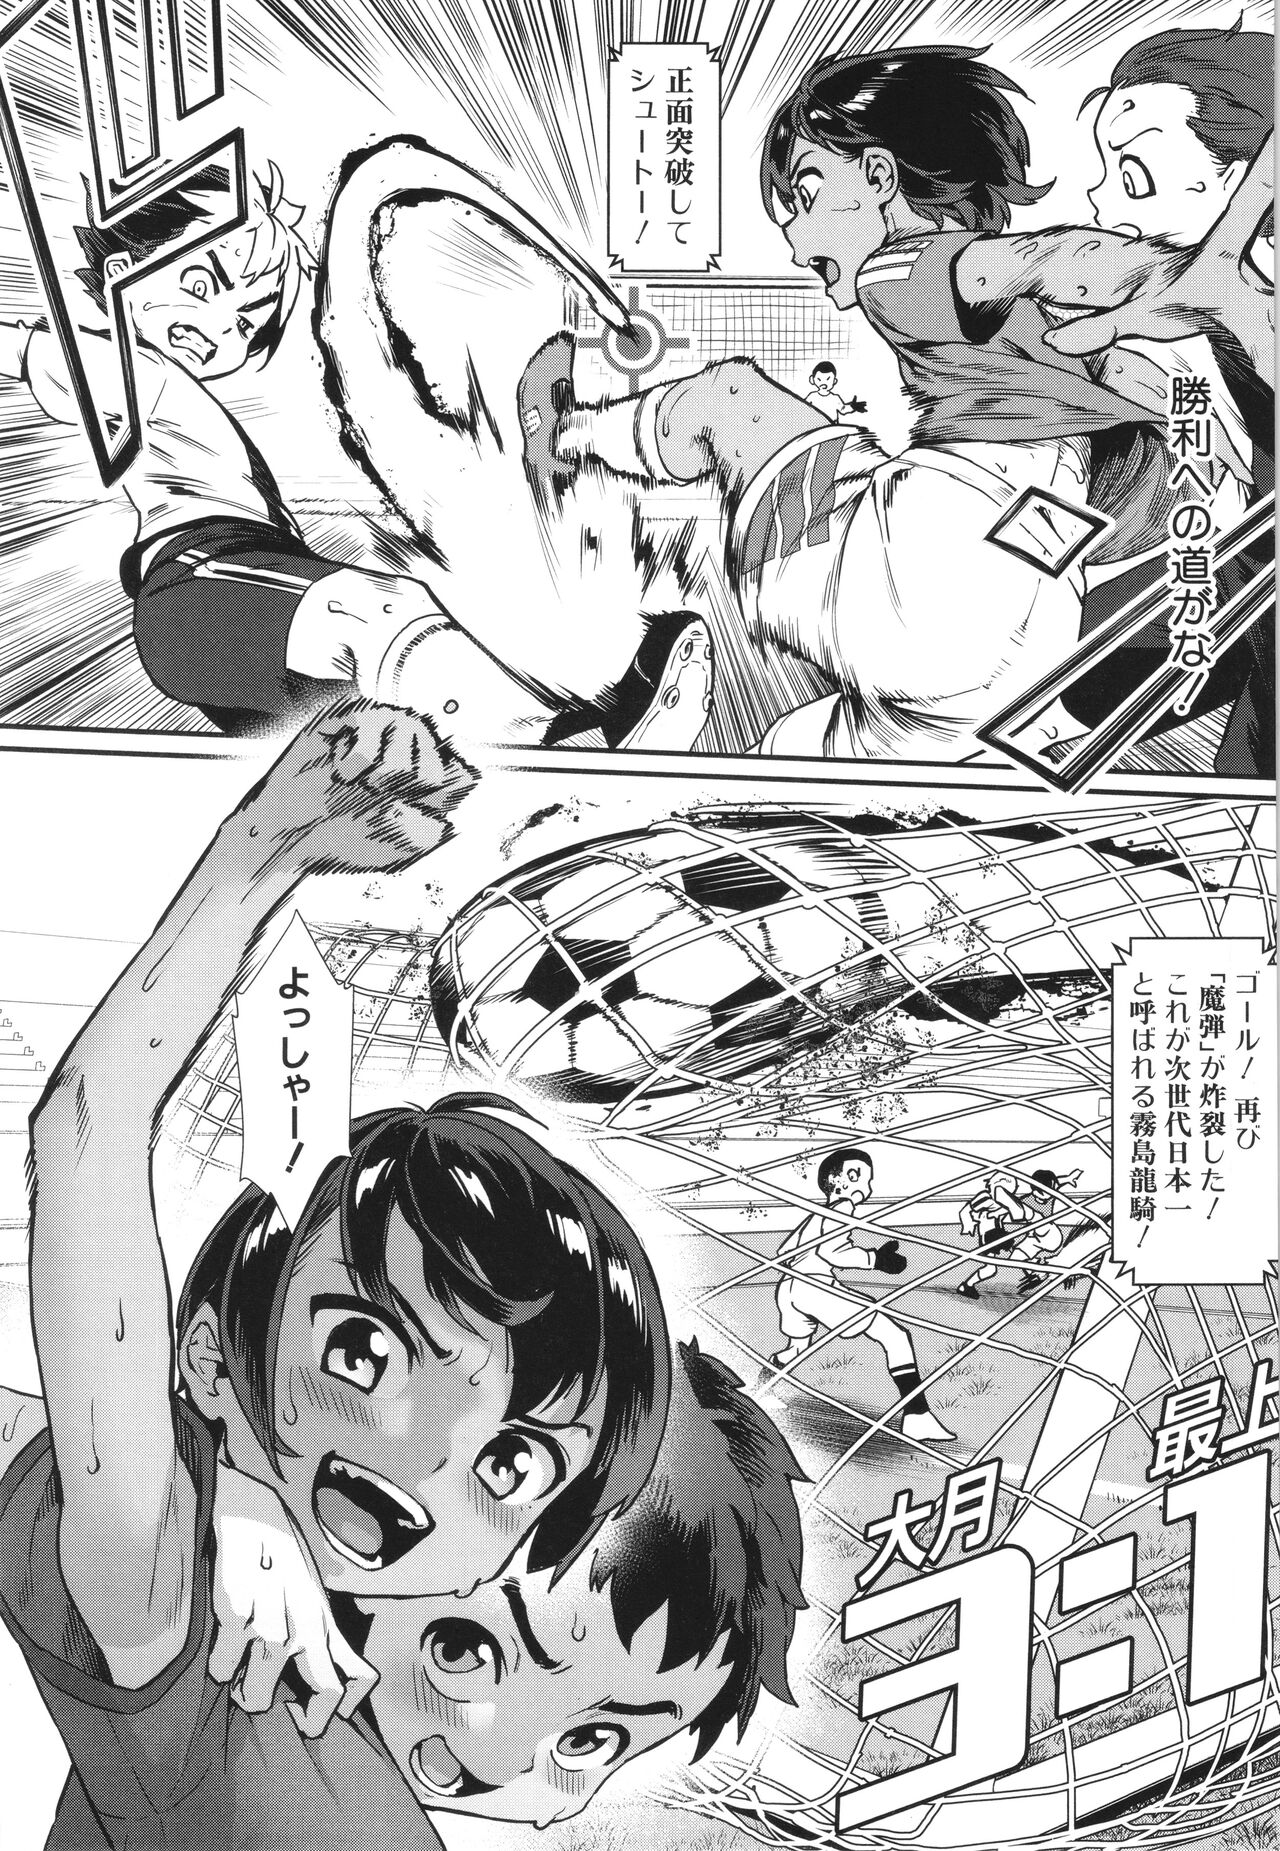 勝利への道がな!
正面突破して
シュートー!
ゴール! 再び
「魔弾」が炸裂した!
これが次世代日本一
と呼ばれる霧島龍騎!
よっしゃー!
最上
大月
3:1